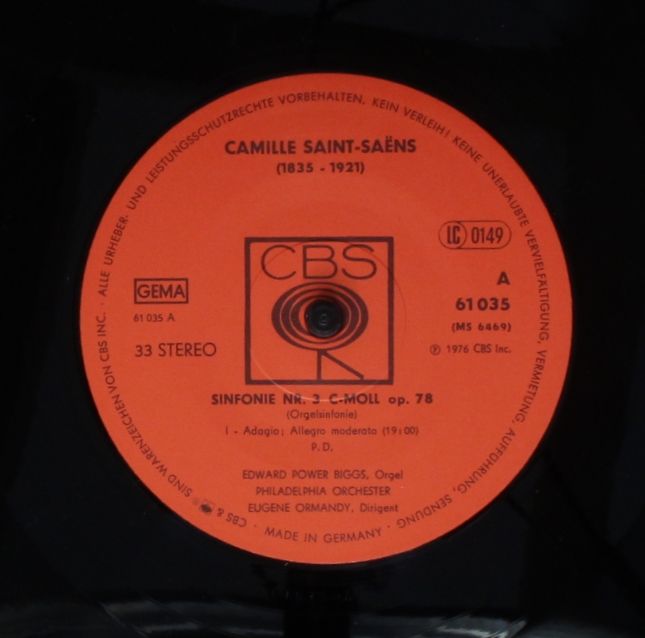 ALLE URHEBER- UND LEISTUNGSSCHUTZRECHTE VORBEHALTEN. KEIN VERLEIH! KEINE UNERLAUBTE VERVIELFÄLTIGUNG, VERMIETUNG, AUFFÜHRUNG, SENDUNG
CAMILLE SAINT-SAËNS
(1835 - 1921)
LC 0149
CBS
GEMA
61 035 A
33 STEREO
A
61 035
(MS 6469)
℗ 1976 CBS Inc.
SINFONIE NR. 3 C-MOLL op. 78
(Orgelsinfonie)
I - Adagio; Allegro moderato (19:00)
P.D.
EDWARD POWER BIGGS, Orgel
PHILADELPHIA ORCHESTER
EUGENE ORMANDY, Dirigent
· MADE IN GERMANY ·
CBS & ® SIND WARENZEICHEN VON CBS INC. ·